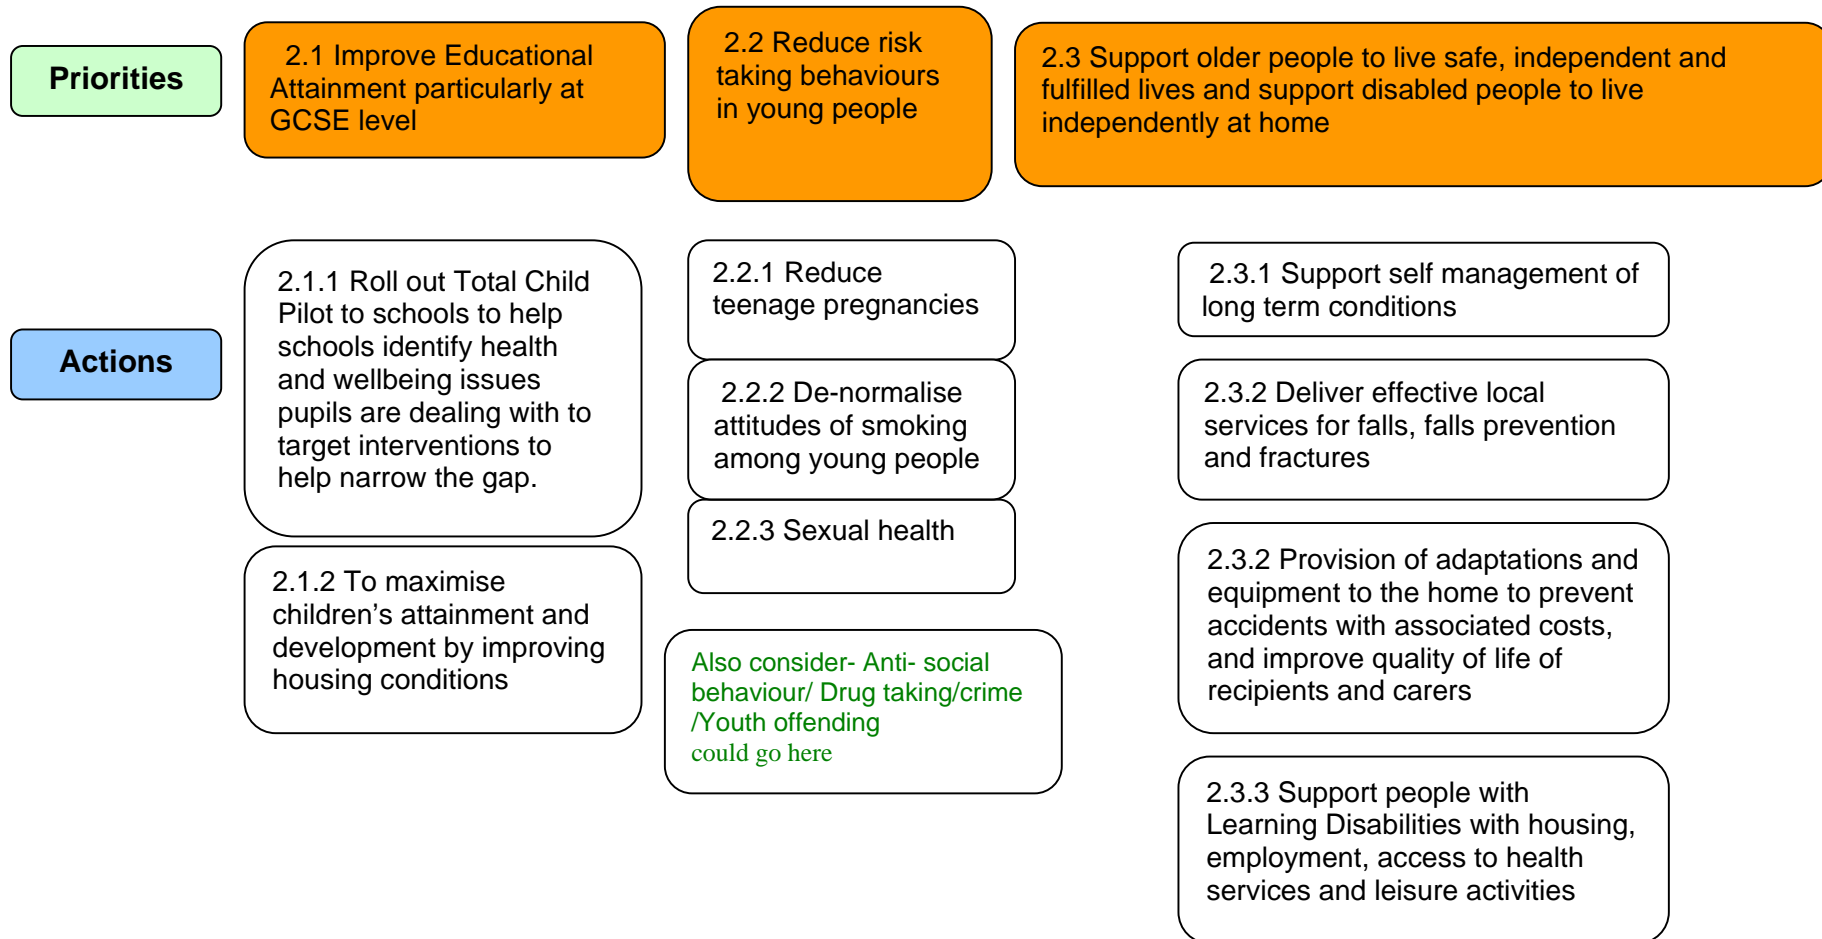 Priorities
2.1 Improve Educational
Attainment particularly at
GCSE level
2.2 Reduce risk
taking behaviours
in young people
2.3 Support older people to live safe, independent and
fulfilled lives and support disabled people to live
independently at home
Actions
2.1.1 Roll out Total Child
Pilot to schools to help
schools identify health
and wellbeing issues
pupils are dealing with to
target interventions to
help narrow the gap.
2.1.2 To maximise
children’s attainment and
development by improving
housing conditions
2.2.1 Reduce
teenage pregnancies
2.2.2 De-normalise
attitudes of smoking
among young people
2.2.3 Sexual health
Also consider- Anti- social
behaviour/ Drug taking/crime
/Youth offending
could go here
2.3.1 Support self management of
long term conditions
2.3.2 Deliver effective local
services for falls, falls prevention
and fractures
2.3.2 Provision of adaptations and
equipment to the home to prevent
accidents with associated costs,
and improve quality of life of
recipients and carers
2.3.3 Support people with
Learning Disabilities with housing,
employment, access to health
services and leisure activities